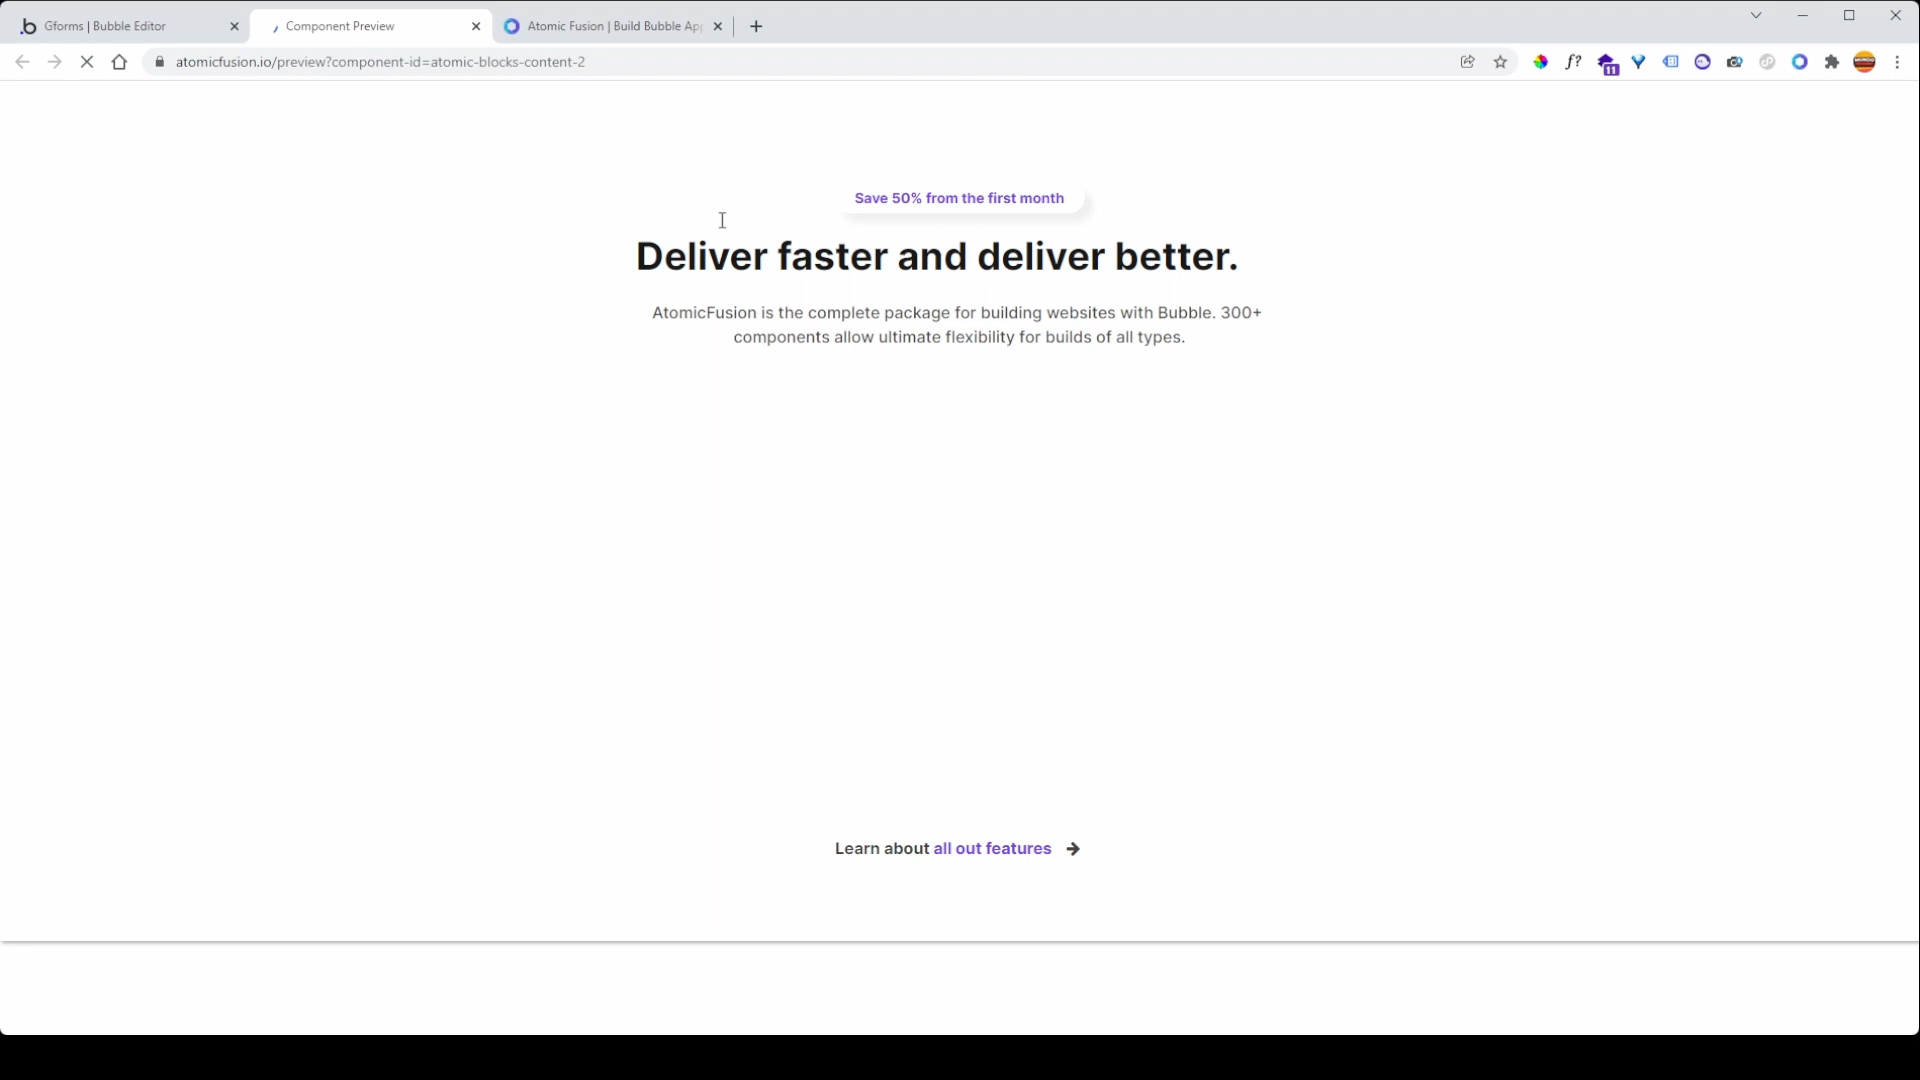 Gforms | Bubble Editor
Component Preview
Atomic Fusion | Build Bubble Ap
atomicfusion.io/preview?component-id=atomic-blocks-content-2
f?
11
Save 50% from the first month
Deliver faster and deliver better.
AtomicFusion is the complete package for building websites with Bubble. 300+
components allow ultimate flexibility for builds of all types.
Learn about all out features